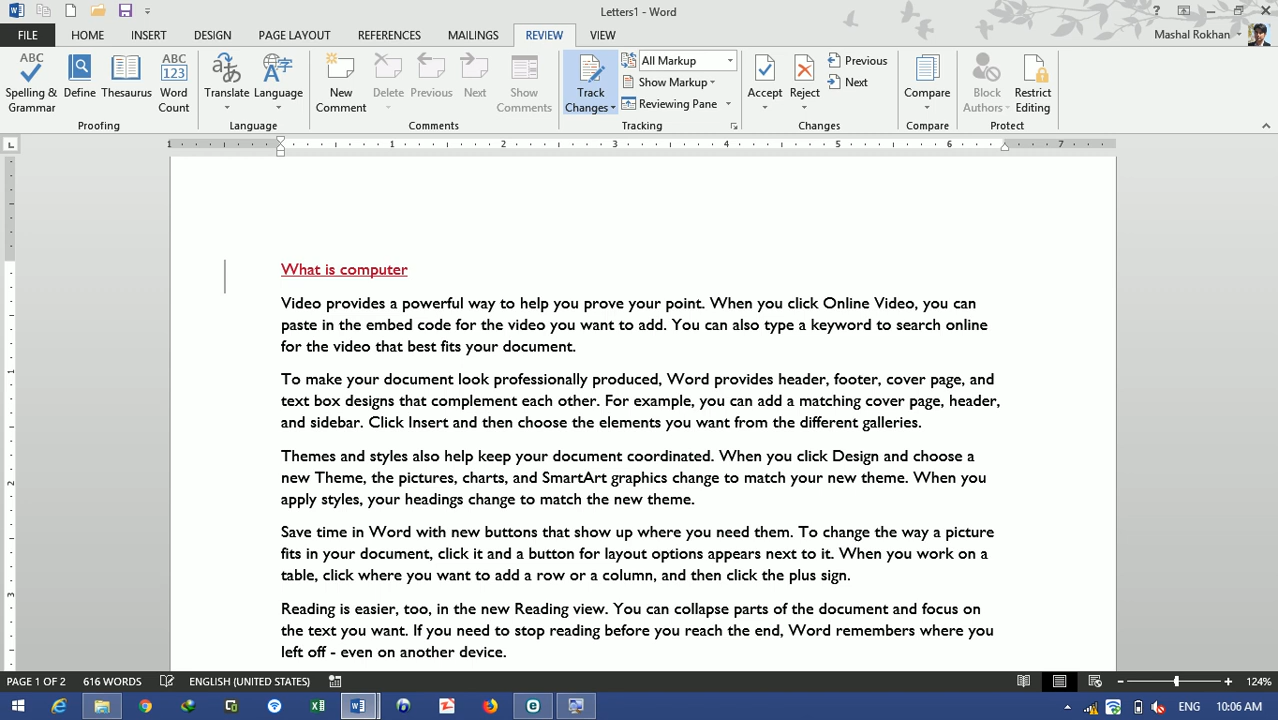 Letters1 - Word
FILE HOME INSERT DESIGN PAGE LAYOUT REFERENCES MAILINGS REVIEW VIEW Mashal Rokhan
ABC Spelling & Grammar
Define
Thesaurus
ABC 123 Word Count
Proofing
Translate
Language
Language
New Comment
Delete
Previous
Next
Show Comments
Comments
Track Changes
All Markup
Show Markup
Reviewing Pane
Tracking
Accept
Reject
Previous
Next
Changes
Compare
Compare
Block Authors
Restrict Editing
Protect
1 1 2 3 4 5 6 7
1
2
3
What is computer
Video provides a powerful way to help you prove your point. When you click Online Video, you can
paste in the embed code for the video you want to add. You can also type a keyword to search online
for the video that best fits your document.
To make your document look professionally produced, Word provides header, footer, cover page, and
text box designs that complement each other. For example, you can add a matching cover page, header,
and sidebar. Click Insert and then choose the elements you want from the different galleries.
Themes and styles also help keep your document coordinated. When you click Design and choose a
new Theme, the pictures, charts, and SmartArt graphics change to match your new theme. When you
apply styles, your headings change to match the new theme.
Save time in Word with new buttons that show up where you need them. To change the way a picture
fits in your document, click it and a button for layout options appears next to it. When you work on a
table, click where you want to add a row or a column, and then click the plus sign.
Reading is easier, too, in the new Reading view. You can collapse parts of the document and focus on
the text you want. If you need to stop reading before you reach the end, Word remembers where you
left off - even on another device.
PAGE 1 OF 2 616 WORDS ENGLISH (UNITED STATES) 124%
ENG 10:06 AM